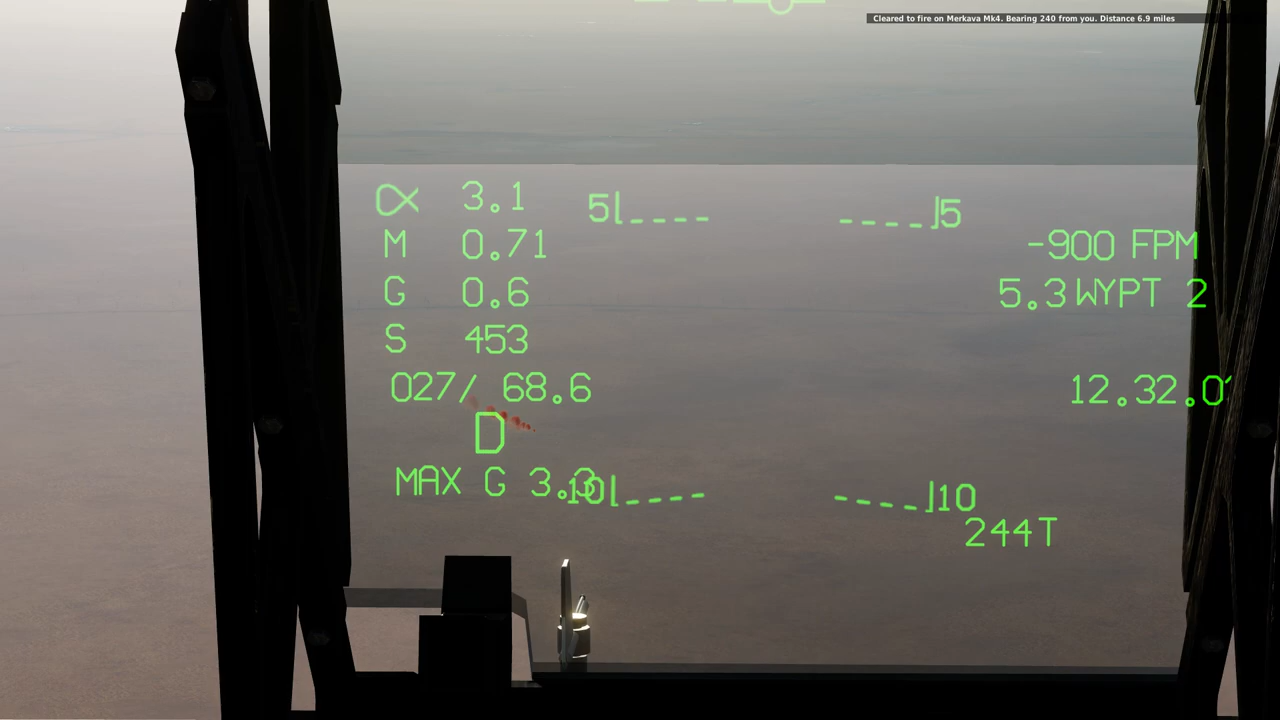 Cleared to fire on Merkava Mk4. Bearing 240 from you. Distance 6.9 miles
α 3.1
5 5
M 0.71
-900 FPM
G 0.6
5.3 WYPT 2
S 453
027/ 68.6
12.32.0
D
MAX G 3.3
10 10
244T